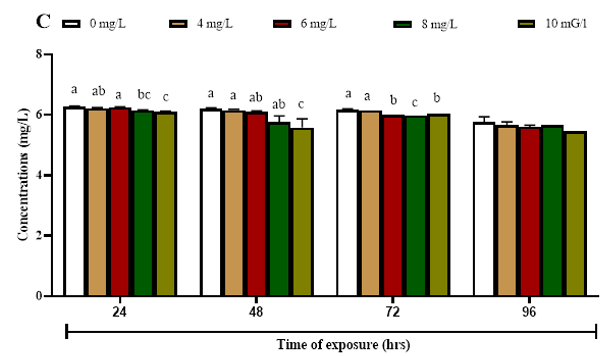 C 0 mg/L 4 mg/L 6 mg/L 8 mg/L 10 mG/l
8
a ab a bc c a a ab ab c a a b c b
6
Concentrations (mg/L)
4
2
0
24 48 72 96
Time of exposure (hrs)